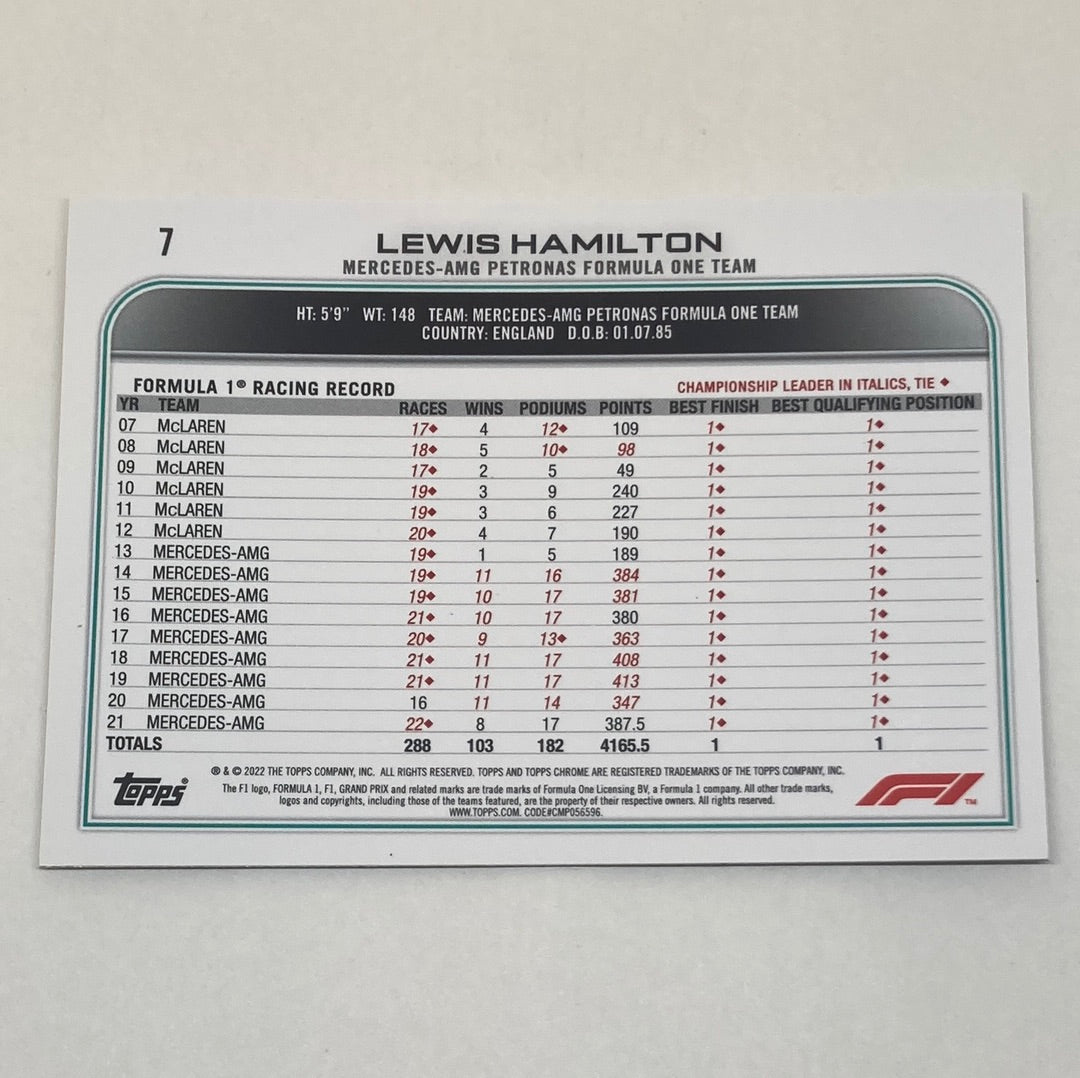 7
LEWIS HAMILTON
MERCEDES-AMG PETRONAS FORMULA ONE TEAM
HT: 5'9" WT: 148 TEAM: MERCEDES-AMG PETRONAS FORMULA ONE TEAM
COUNTRY: ENGLAND D.O.B: 01.07.85
FORMULA 1® RACING RECORD CHAMPIONSHIP LEADER IN ITALICS, TIE ♦
YR TEAM RACES WINS PODIUMS POINTS BEST FINISH BEST QUALIFYING POSITION
07 McLAREN 17♦ 4 12♦ 109 1♦ 1♦
08 McLAREN 18♦ 5 10♦ 98 1♦ 1♦
09 McLAREN 17♦ 2 5 49 1♦ 1♦
10 McLAREN 19♦ 3 9 240 1♦ 1♦
11 McLAREN 19♦ 3 6 227 1♦ 1♦
12 McLAREN 20♦ 4 7 190 1♦ 1♦
13 MERCEDES-AMG 19♦ 1 5 189 1♦ 1♦
14 MERCEDES-AMG 19♦ 11 16 384 1♦ 1♦
15 MERCEDES-AMG 19♦ 10 17 381 1♦ 1♦
16 MERCEDES-AMG 21♦ 10 17 380 1♦ 1♦
17 MERCEDES-AMG 20♦ 9 13♦ 363 1♦ 1♦
18 MERCEDES-AMG 21♦ 11 17 408 1♦ 1♦
19 MERCEDES-AMG 21♦ 11 17 413 1♦ 1♦
20 MERCEDES-AMG 16 11 14 347 1♦ 1♦
21 MERCEDES-AMG 22♦ 8 17 387.5 1♦ 1♦
TOTALS 288 103 182 4165.5 1 1
® & © 2022 THE TOPPS COMPANY, INC. ALL RIGHTS RESERVED. TOPPS AND TOPPS CHROME ARE REGISTERED TRADEMARKS OF THE TOPPS COMPANY, INC.
The F1 logo, FORMULA 1, F1, GRAND PRIX and related marks are trade marks of Formula One Licensing BV, a Formula 1 company. All other trade marks,
logos and copyrights, including those of the teams featured, are the property of their respective owners. All rights reserved.
WWW.TOPPS.COM. CODE#CMP056596.
Topps®
F1™